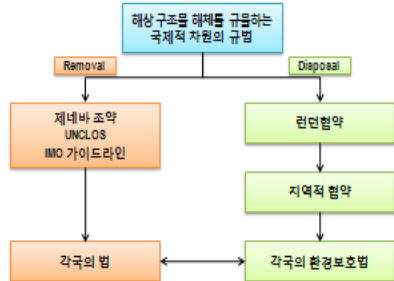 해상 구조물 해체를 규율하는
국제적 차원의 규범
Removal
Disposal
제네바 조약
UNCLOS
IMO 가이드라인
런던협약
지역적 협약
각국의 법
각국의 환경보호법